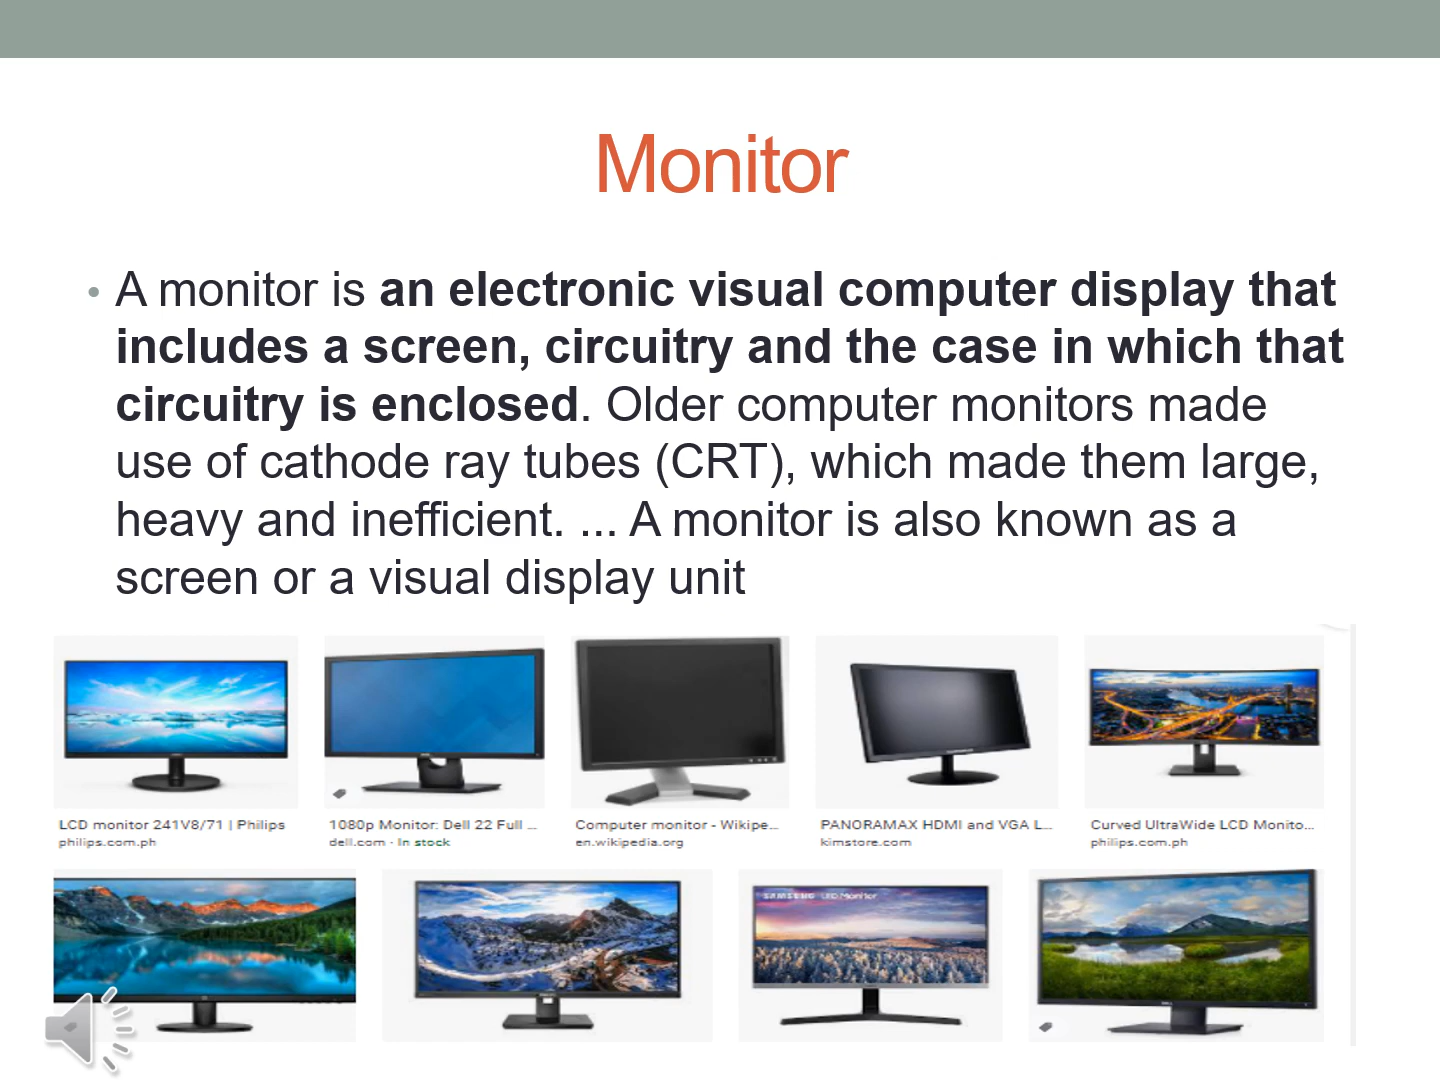 Monitor
• A monitor is an electronic visual computer display that
includes a screen, circuitry and the case in which that
circuitry is enclosed. Older computer monitors made
use of cathode ray tubes (CRT), which made them large,
heavy and inefficient. ... A monitor is also known as a
screen or a visual display unit
LCD monitor 241V8/71 | Philips
philips.com.ph
1080p Monitor: Dell 22 Full ...
dell.com · In stock
Computer monitor - Wikipe...
en.wikipedia.org
PANORAMAX HDMI and VGA L...
kimstore.com
Curved UltraWide LCD Monito...
philips.com.ph
SAMSUNG LED Monitor